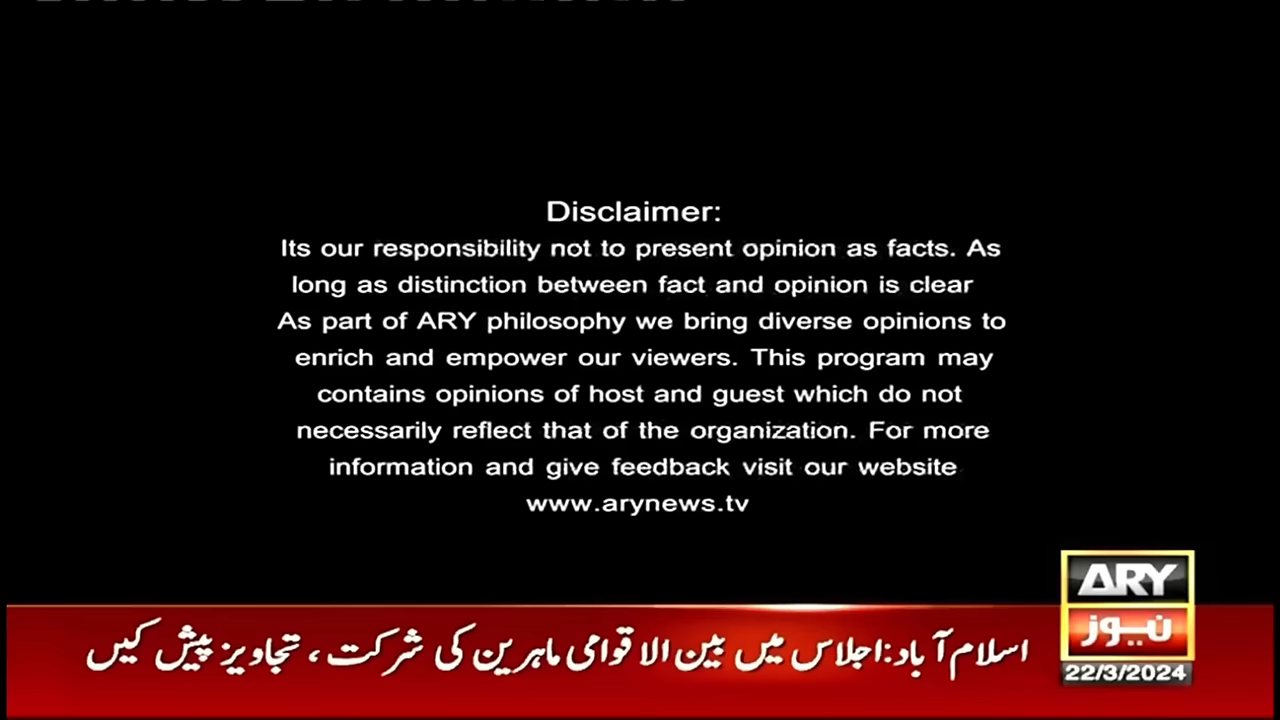 Disclaimer:
Its our responsibility not to present opinion as facts. As
long as distinction between fact and opinion is clear
As part of ARY philosophy we bring diverse opinions to
enrich and empower our viewers. This program may
contains opinions of host and guest which do not
necessarily reflect that of the organization. For more
information and give feedback visit our website
www.arynews.tv
ARY
نیوز
22/3/2024
اسلام آباد:اجلاس میں بین الاقوامی ماہرین کی شرکت ، تجاویز پیش کیں